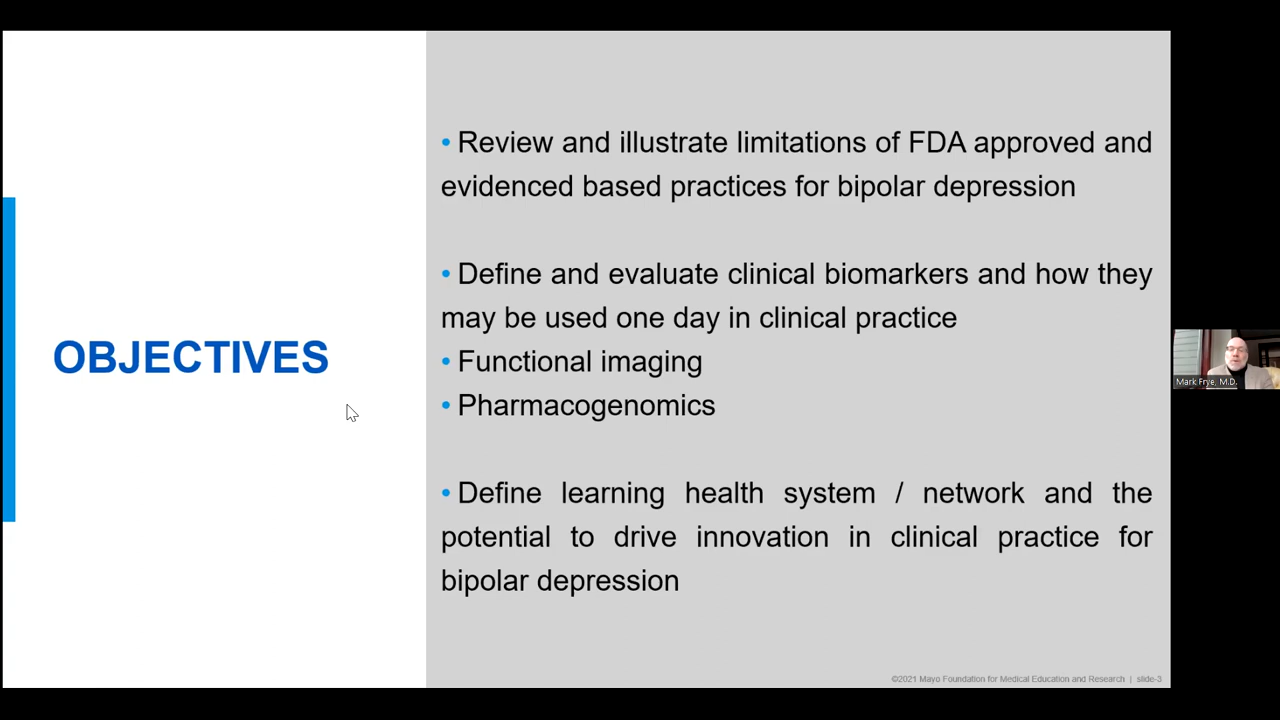 OBJECTIVES
• Review and illustrate limitations of FDA approved and
evidenced based practices for bipolar depression
• Define and evaluate clinical biomarkers and how they
may be used one day in clinical practice
• Functional imaging
• Pharmacogenomics
• Define learning health system / network and the
potential to drive innovation in clinical practice for
bipolar depression
©2021 Mayo Foundation for Medical Education and Research | slide-3
Mark Frye, M.D.